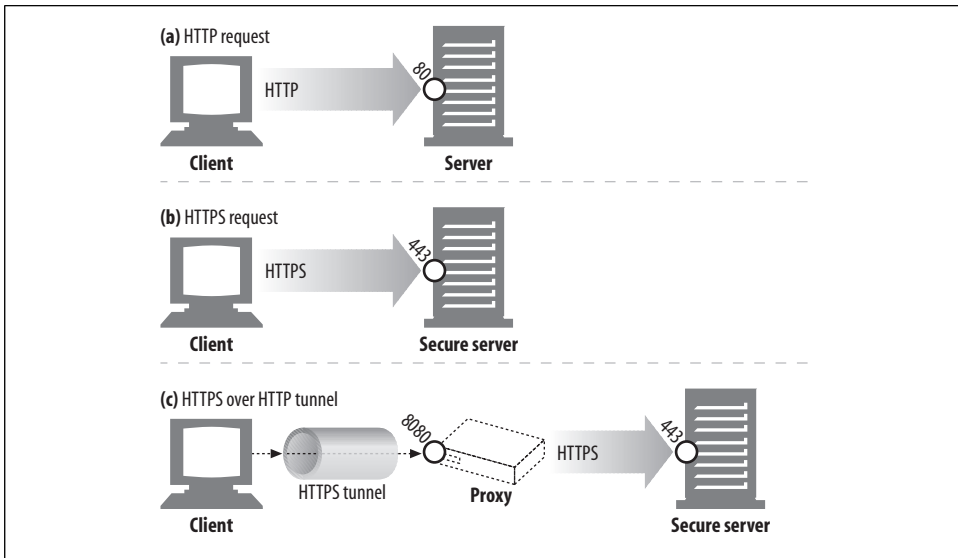 (a) HTTP request
80
HTTP
Client
Server
(b) HTTPS request
443
HTTPS
Client
Secure server
(c) HTTPS over HTTP tunnel
8080
443
HTTPS
HTTPS tunnel
Proxy
Client
Secure server